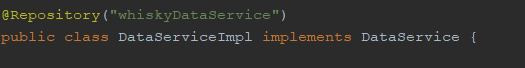 @Repository("whiskyDataService")
public class DataServiceImpl implements DataService {